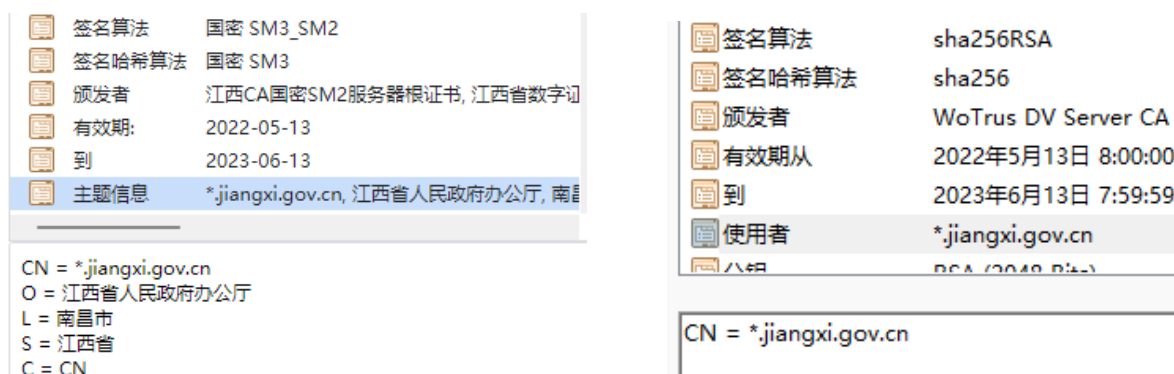 签名算法 国密 SM3_SM2
签名哈希算法 国密 SM3
颁发者 江西CA国密SM2服务器根证书, 江西省数字证
有效期: 2022-05-13
到 2023-06-13
主题信息 *.jiangxi.gov.cn, 江西省人民政府办公厅, 南昌
CN = *.jiangxi.gov.cn
O = 江西省人民政府办公厅
L = 南昌市
S = 江西省
C = CN
签名算法 sha256RSA
签名哈希算法 sha256
颁发者 WoTrus DV Server CA
有效期从 2022年5月13日 8:00:00
到 2023年6月13日 7:59:59
使用者 *.jiangxi.gov.cn
公钥 RSA (2048 Bits)
CN = *.jiangxi.gov.cn